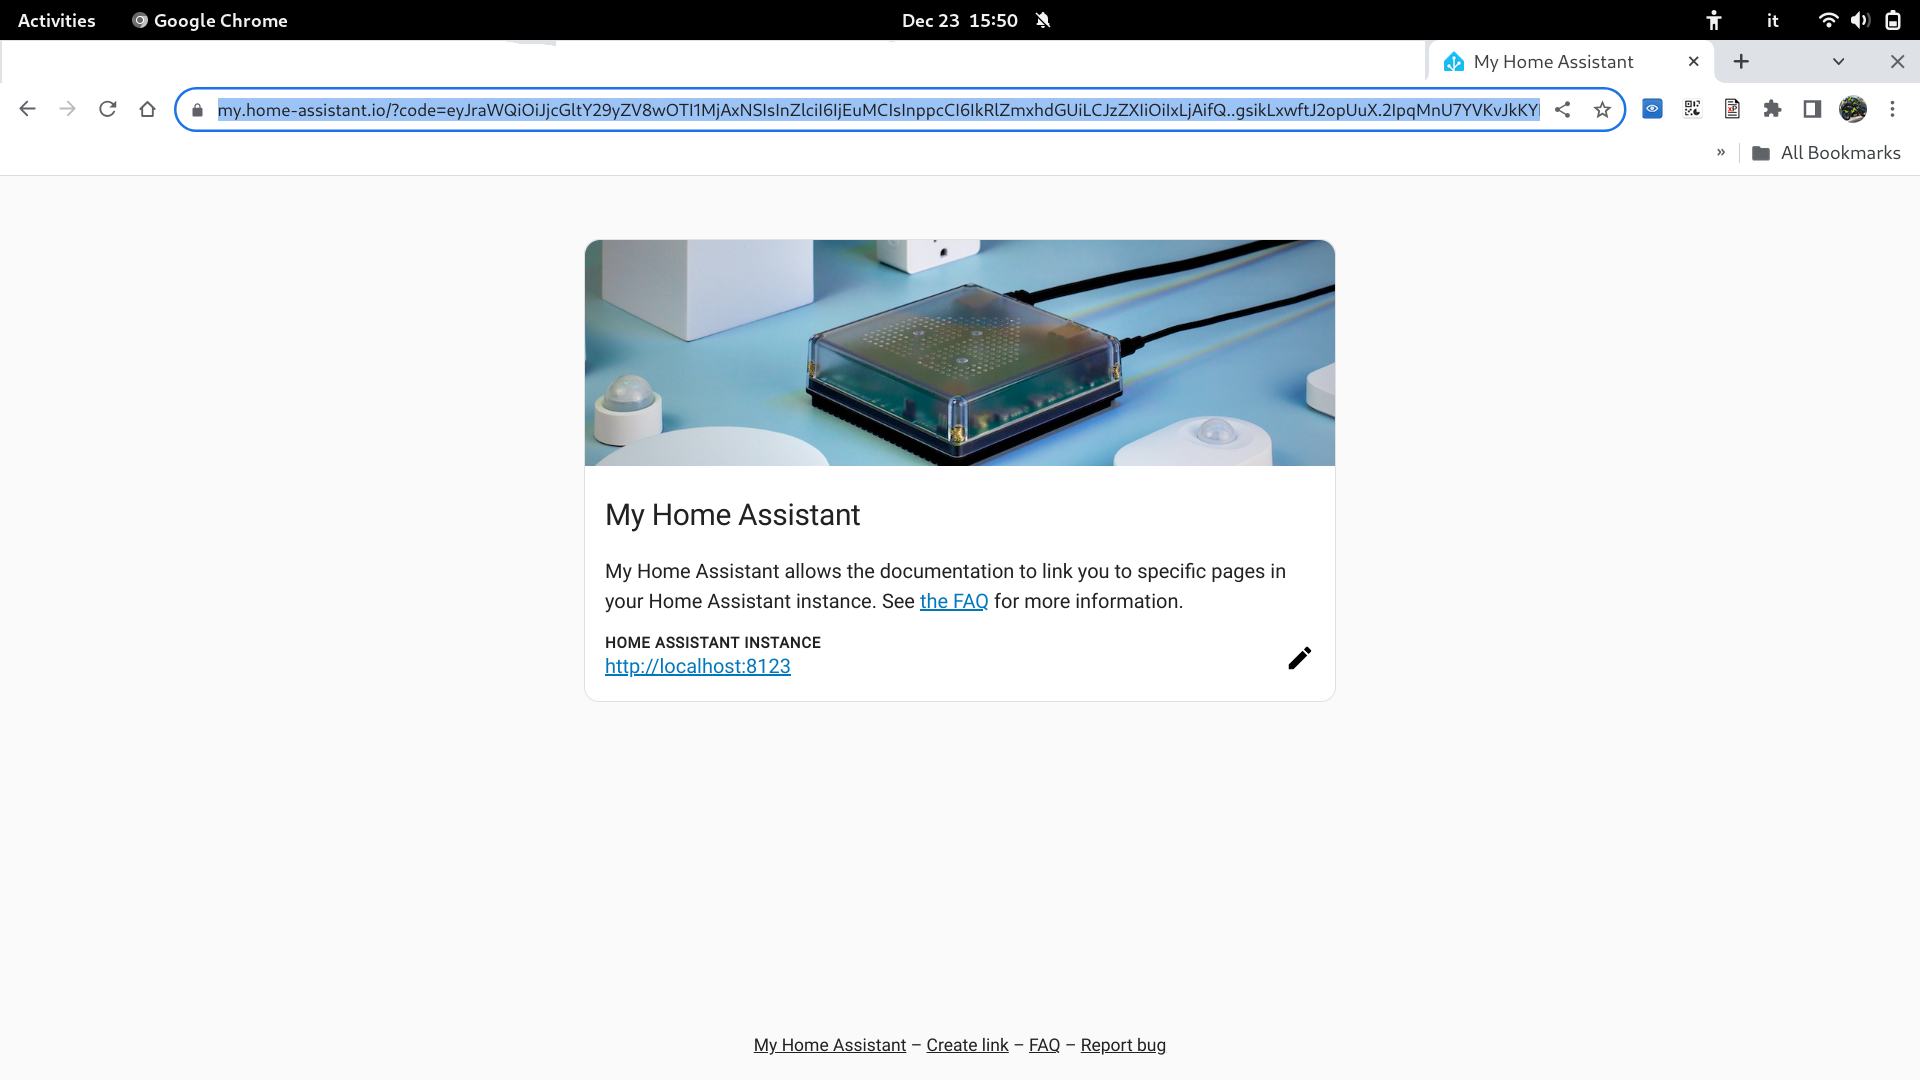 Activities Google Chrome Dec 23 15:50 it
My Home Assistant
my.home-assistant.io/?code=eyJraWQiOiJjcGltY29yZV8wOTI1MjAxNSIsInZlciI6IjEuMCIsInppcCI6IkRlZmxhdGUiLCJzZXIiOiIxLjAifQ..gsikLxwftJ2opUuX.2IpqMnU7YVKvJkKY
» All Bookmarks
My Home Assistant
My Home Assistant allows the documentation to link you to specific pages in
your Home Assistant instance. See the FAQ for more information.
HOME ASSISTANT INSTANCE
http://localhost:8123
My Home Assistant – Create link – FAQ – Report bug